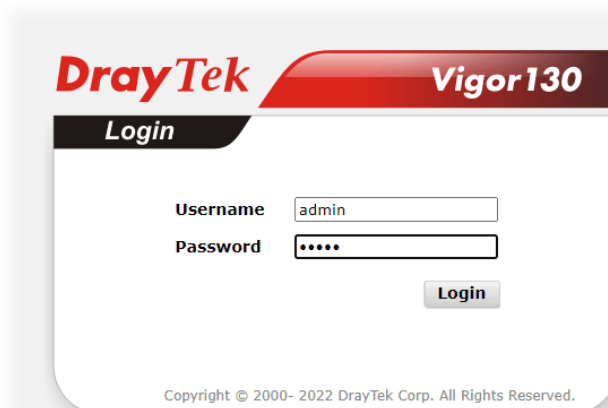 DrayTek Vigor130
Login
Username admin
Password •••••
Login
Copyright © 2000- 2022 DrayTek Corp. All Rights Reserved.